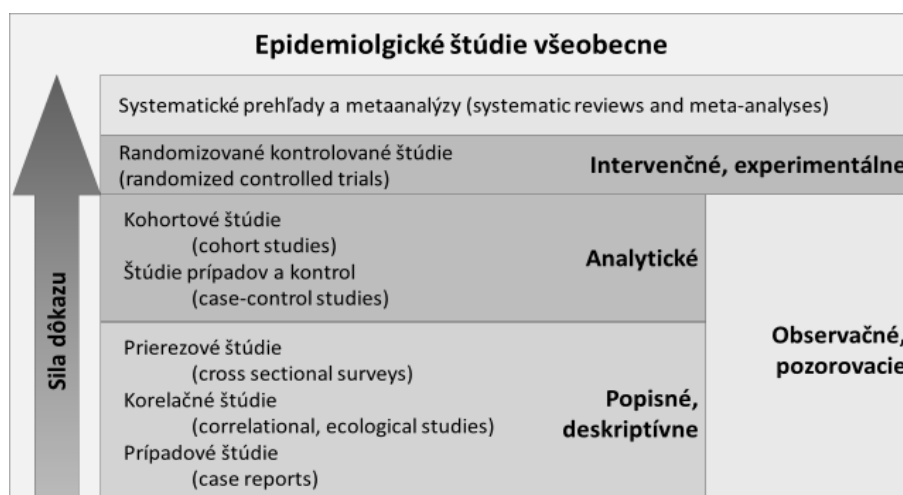 Epidemiolgické štúdie všeobecne
Systematické prehľady a metaanalýzy (systematic reviews and meta-analyses)
Randomizované kontrolované štúdie
(randomized controlled trials)
Intervenčné, experimentálne
Kohortové štúdie
(cohort studies)
Štúdie prípadov a kontrol
(case-control studies)
Analytické
Prierezové štúdie
(cross sectional surveys)
Korelačné štúdie
(correlational, ecological studies)
Prípadové štúdie
(case reports)
Popisné,
deskriptívne
Observačné,
pozorovacie
Sila dôkazu